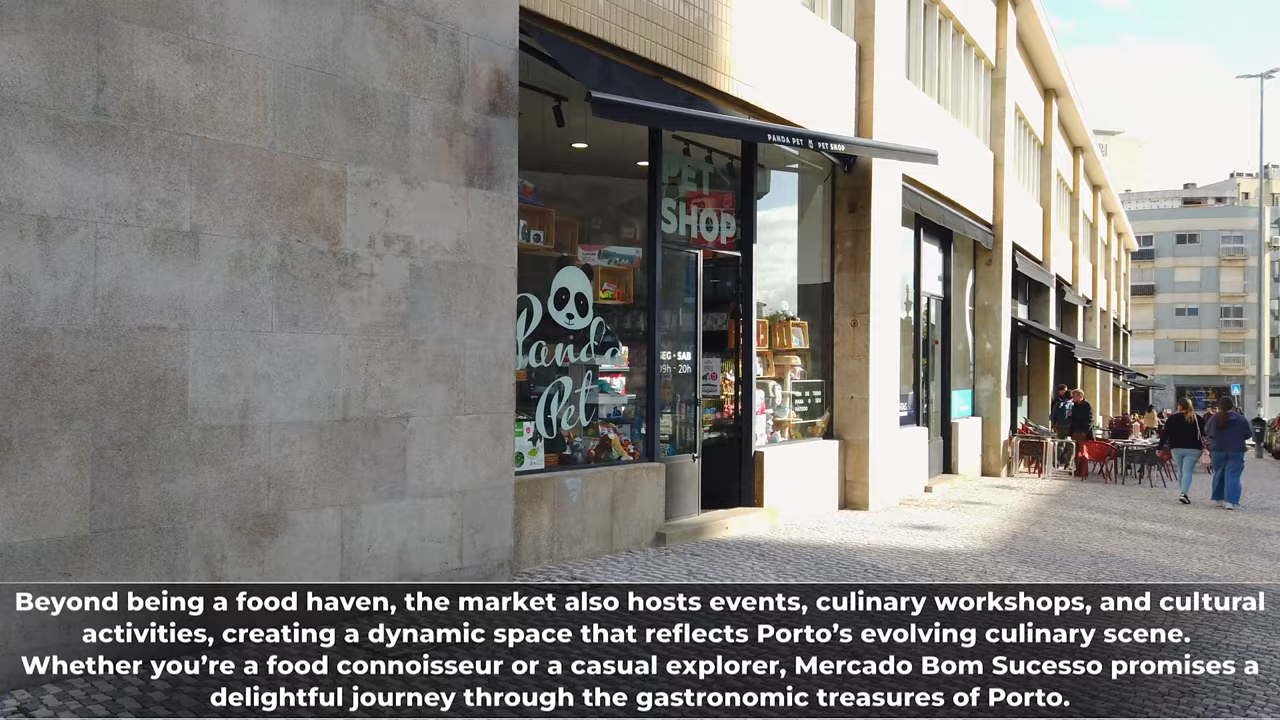 PANDA PET PET SHOP
PET
SHOP
Panda
Pet
SEG - SAB
09h - 20h
Beyond being a food haven, the market also hosts events, culinary workshops, and cultural
activities, creating a dynamic space that reflects Porto’s evolving culinary scene.
Whether you’re a food connoisseur or a casual explorer, Mercado Bom Sucesso promises a
delightful journey through the gastronomic treasures of Porto.